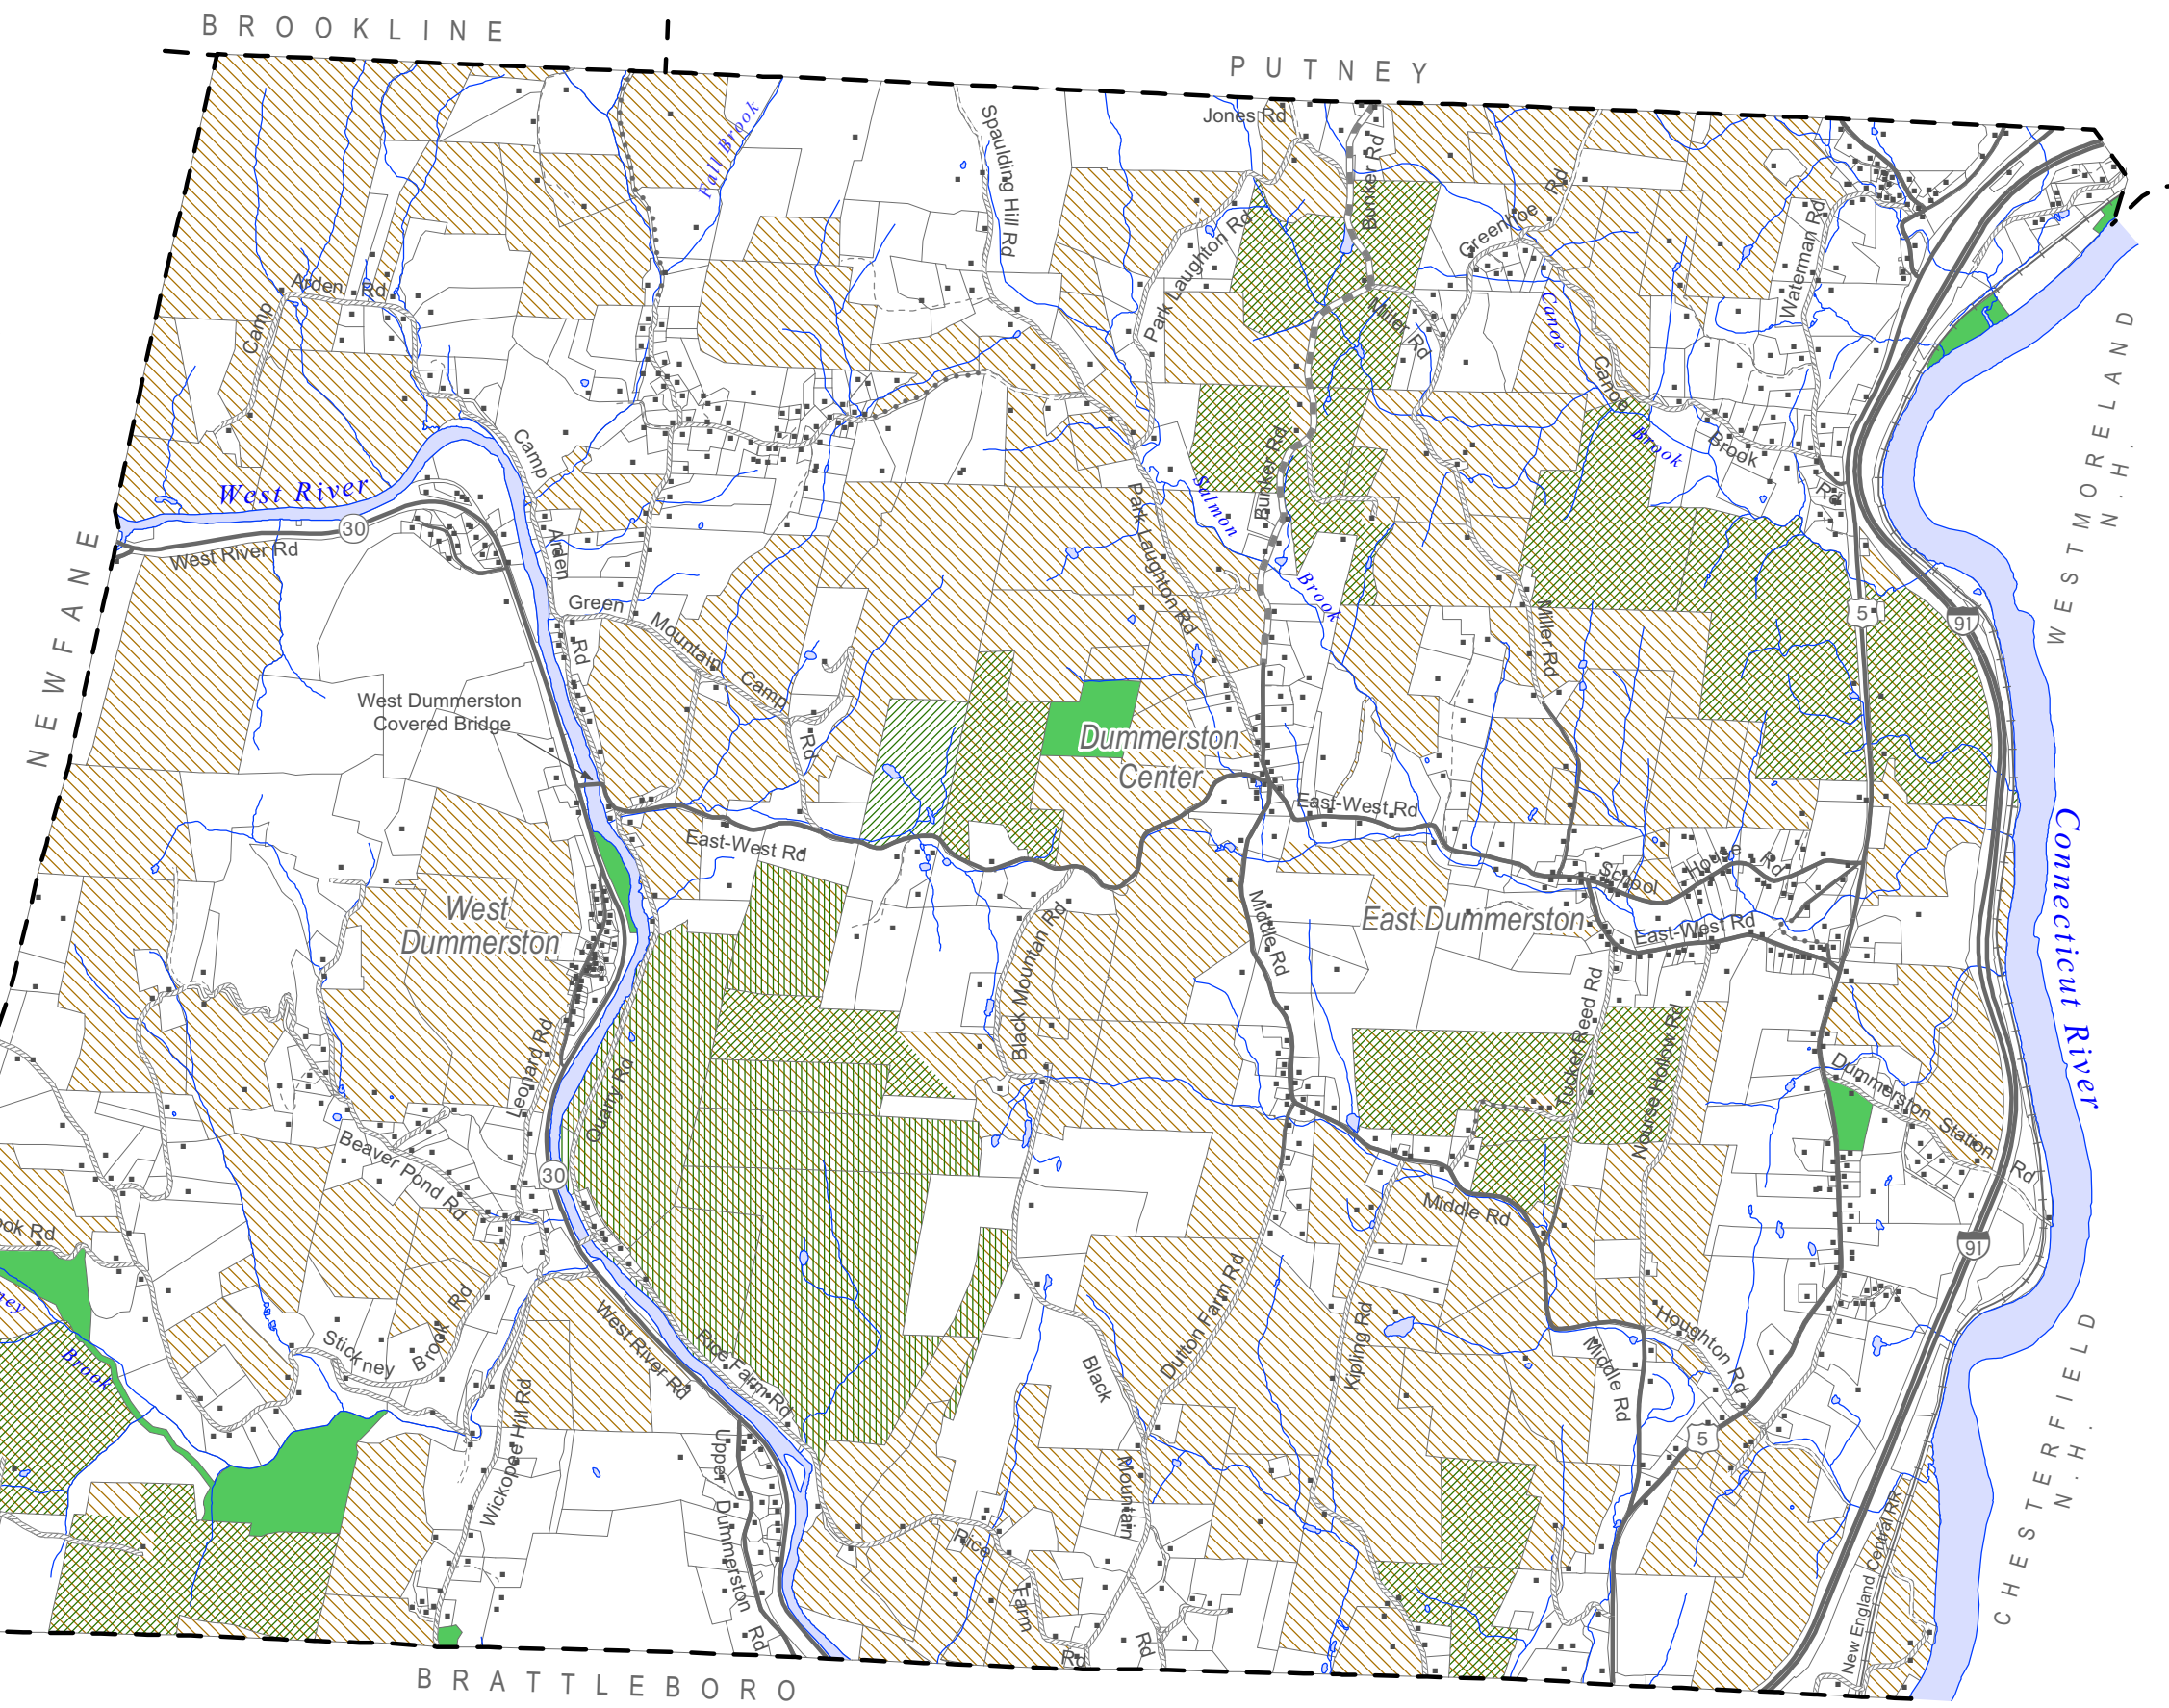 BROOKLINE
PUTNEY
Jones Rd
Fall Brook
Spaulding Hill Rd
Bunker Rd
Greenhoe Rd
Waterman Rd
Park Laughton Rd
Arden Rd
Camp
Miller Rd
Canoe
Canoe
Brook
Brook
Rd
WESTMORELAND
N.H.
Camp
Arden
Rd
West River
30
West River Rd
NEWFANE
Salmon
Brook
Bunker Rd
Park Laughton Rd
Green
Mountain
Camp
Rd
Miller Rd
5
91
West Dummerston
Covered Bridge
Dummerston
Center
East-West Rd
East-West Rd
School
House
Rd
Connecticut River
West
Dummerston
East Dummerston
East-West Rd
Middle Rd
Black Mountan Rd
Tucker Reed Rd
Nourse Hollow Rd
Leonard Rd
Quarry Rd
Dummerston
Station
Rd
Beaver Pond Rd
30
Middle Rd
ook Rd
91
ney
Brook
Stickney
Brook
Rd
West River Rd
Rice Farm Rd
Dutton Farm Rd
Kipling Rd
Houghton Rd
Middle Rd
Black
Mountain
Rd
5
Wickopee Hill Rd
Upper
Dummerston
Rd
Rice
Farn
Rd
New England Central RR
CHESTERFIELD
N.H.
BRATTLEBORO